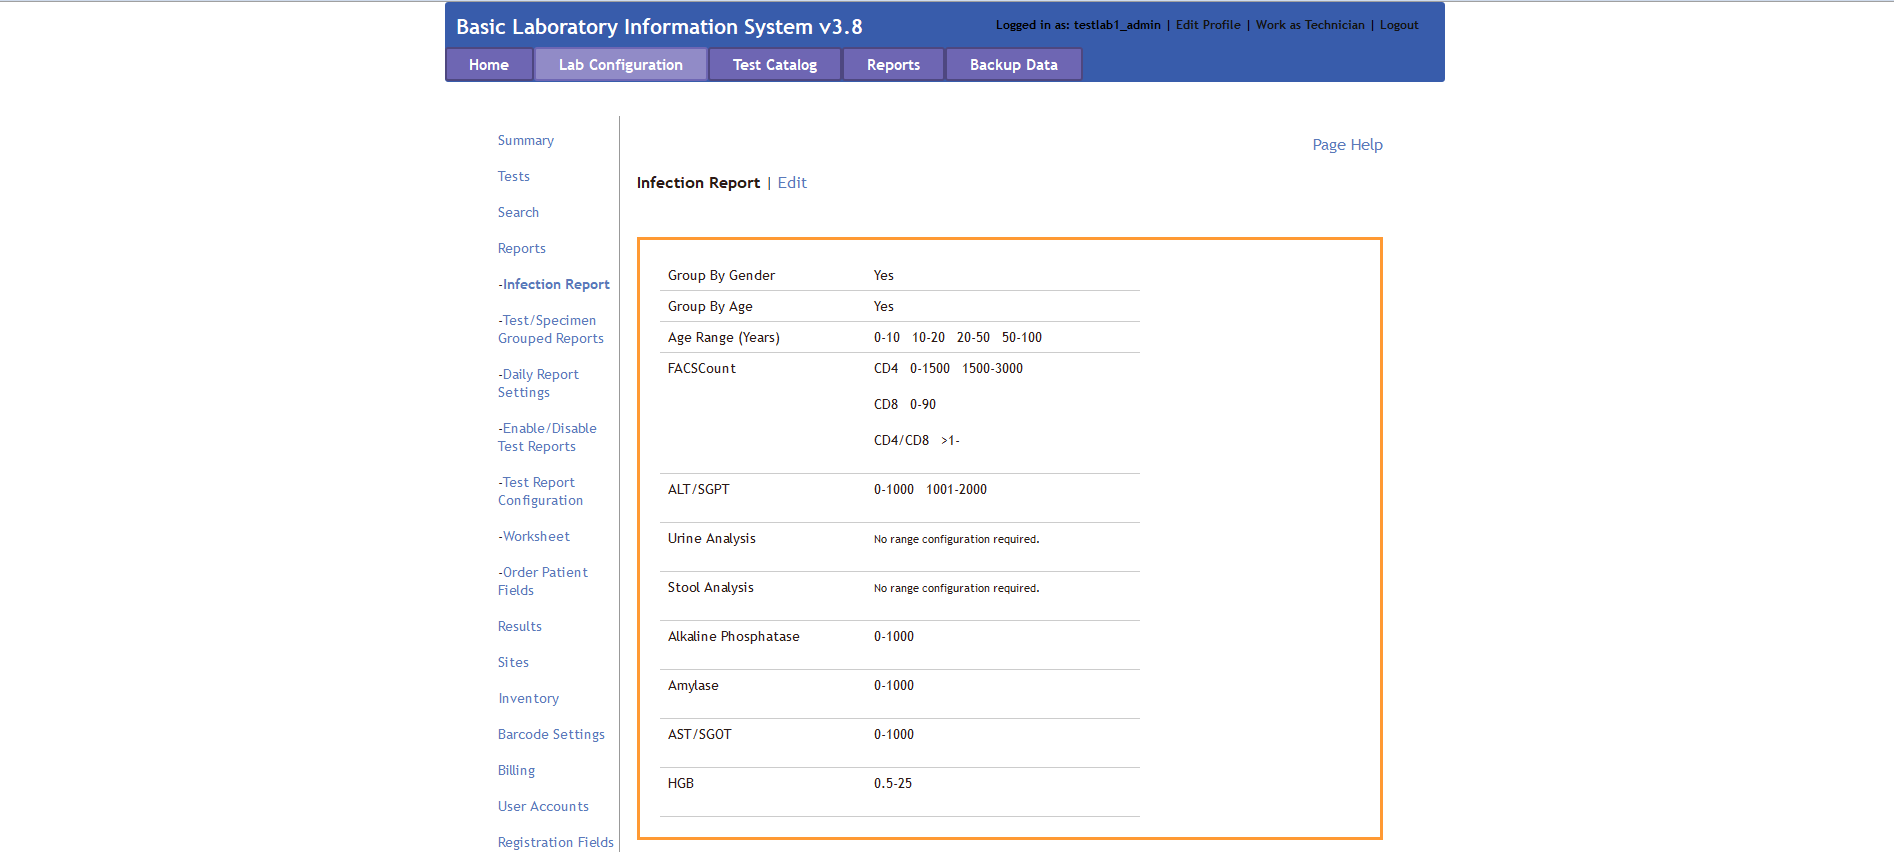 Basic Laboratory Information System v3.8
Logged in as: testlab1_admin | Edit Profile | Work as Technician | Logout
Home Lab Configuration Test Catalog Reports Backup Data
Summary
Tests
Search
Reports
-Infection Report
-Test/Specimen
Grouped Reports
-Daily Report
Settings
-Enable/Disable
Test Reports
-Test Report
Configuration
-Worksheet
-Order Patient
Fields
Results
Sites
Inventory
Barcode Settings
Billing
User Accounts
Registration Fields
Page Help
Infection Report | Edit
Group By Gender Yes
Group By Age Yes
Age Range (Years) 0-10 10-20 20-50 50-100
FACSCount CD4 0-1500 1500-3000
CD8 0-90
CD4/CD8 >1-
ALT/SGPT 0-1000 1001-2000
Urine Analysis No range configuration required.
Stool Analysis No range configuration required.
Alkaline Phosphatase 0-1000
Amylase 0-1000
AST/SGOT 0-1000
HGB 0.5-25